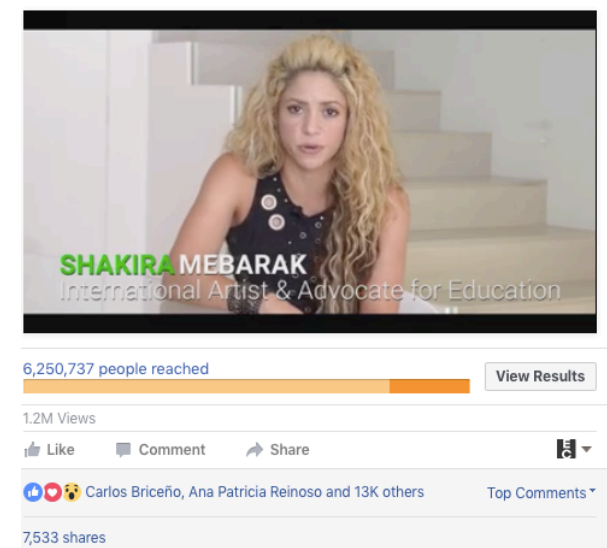 SHAKIRA MEBARAK
International Artist & Advocate for Education
6,250,737 people reached
View Results
1.2M Views
Like Comment Share
EC
Carlos Briceño, Ana Patricia Reinoso and 13K others
Top Comments
7,533 shares